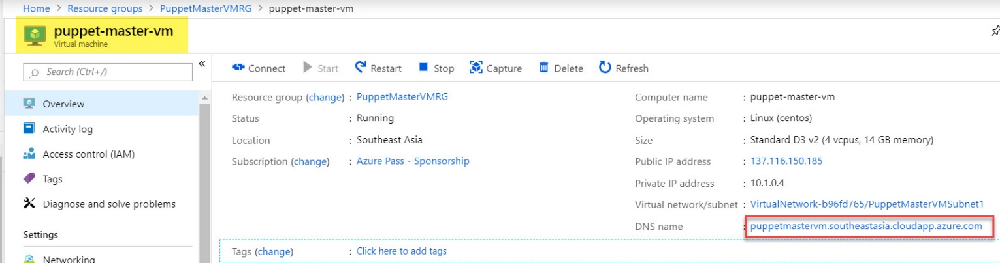 Home > Resource groups > PuppetMasterVMRG > puppet-master-vm
puppet-master-vm
Virtual machine
Search (Ctrl+/)
«
Overview
Activity log
Access control (IAM)
Tags
Diagnose and solve problems
Settings
Networking
Connect Start Restart Stop Capture Delete Refresh
Resource group (change) : PuppetMasterVMRG
Status : Running
Location : Southeast Asia
Subscription (change) : Azure Pass - Sponsorship
Computer name : puppet-master-vm
Operating system : Linux (centos)
Size : Standard D3 v2 (4 vcpus, 14 GB memory)
Public IP address : 137.116.150.185
Private IP address : 10.1.0.4
Virtual network/subnet : VirtualNetwork-b96fd765/PuppetMasterVMSubnet1
DNS name : puppetmastervm.southeastasia.cloudapp.azure.com
Tags (change) : Click here to add tags